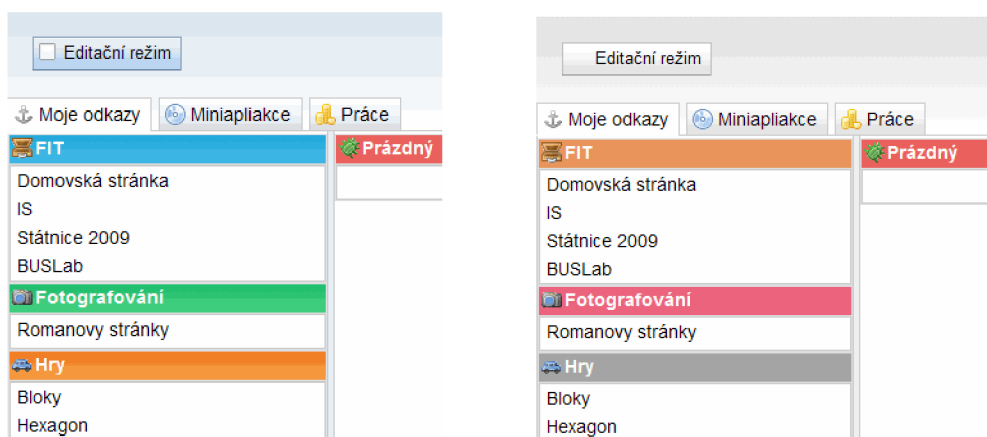 Editační režim
Moje odkazy Miniapliakce Práce
FIT Prázdný
Domovská stránka
IS
Státnice 2009
BUSLab
Fotografování
Romanovy stránky
Hry
Bloky
Hexagon
Editační režim
Moje odkazy Miniapliakce Práce
FIT Prázdný
Domovská stránka
IS
Státnice 2009
BUSLab
Fotografování
Romanovy stránky
Hry
Bloky
Hexagon